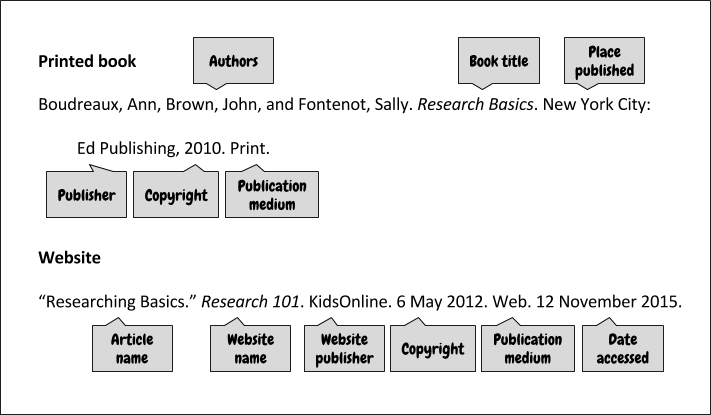 Printed book
Authors
Book title
Place
published
Boudreaux, Ann, Brown, John, and Fontenot, Sally. Research Basics. New York City:
Ed Publishing, 2010. Print.
Publisher
Copyright
Publication
medium
Website
“Researching Basics.” Research 101. KidsOnline. 6 May 2012. Web. 12 November 2015.
Article
name
Website
name
Website
publisher
Copyright
Publication
medium
Date
accessed